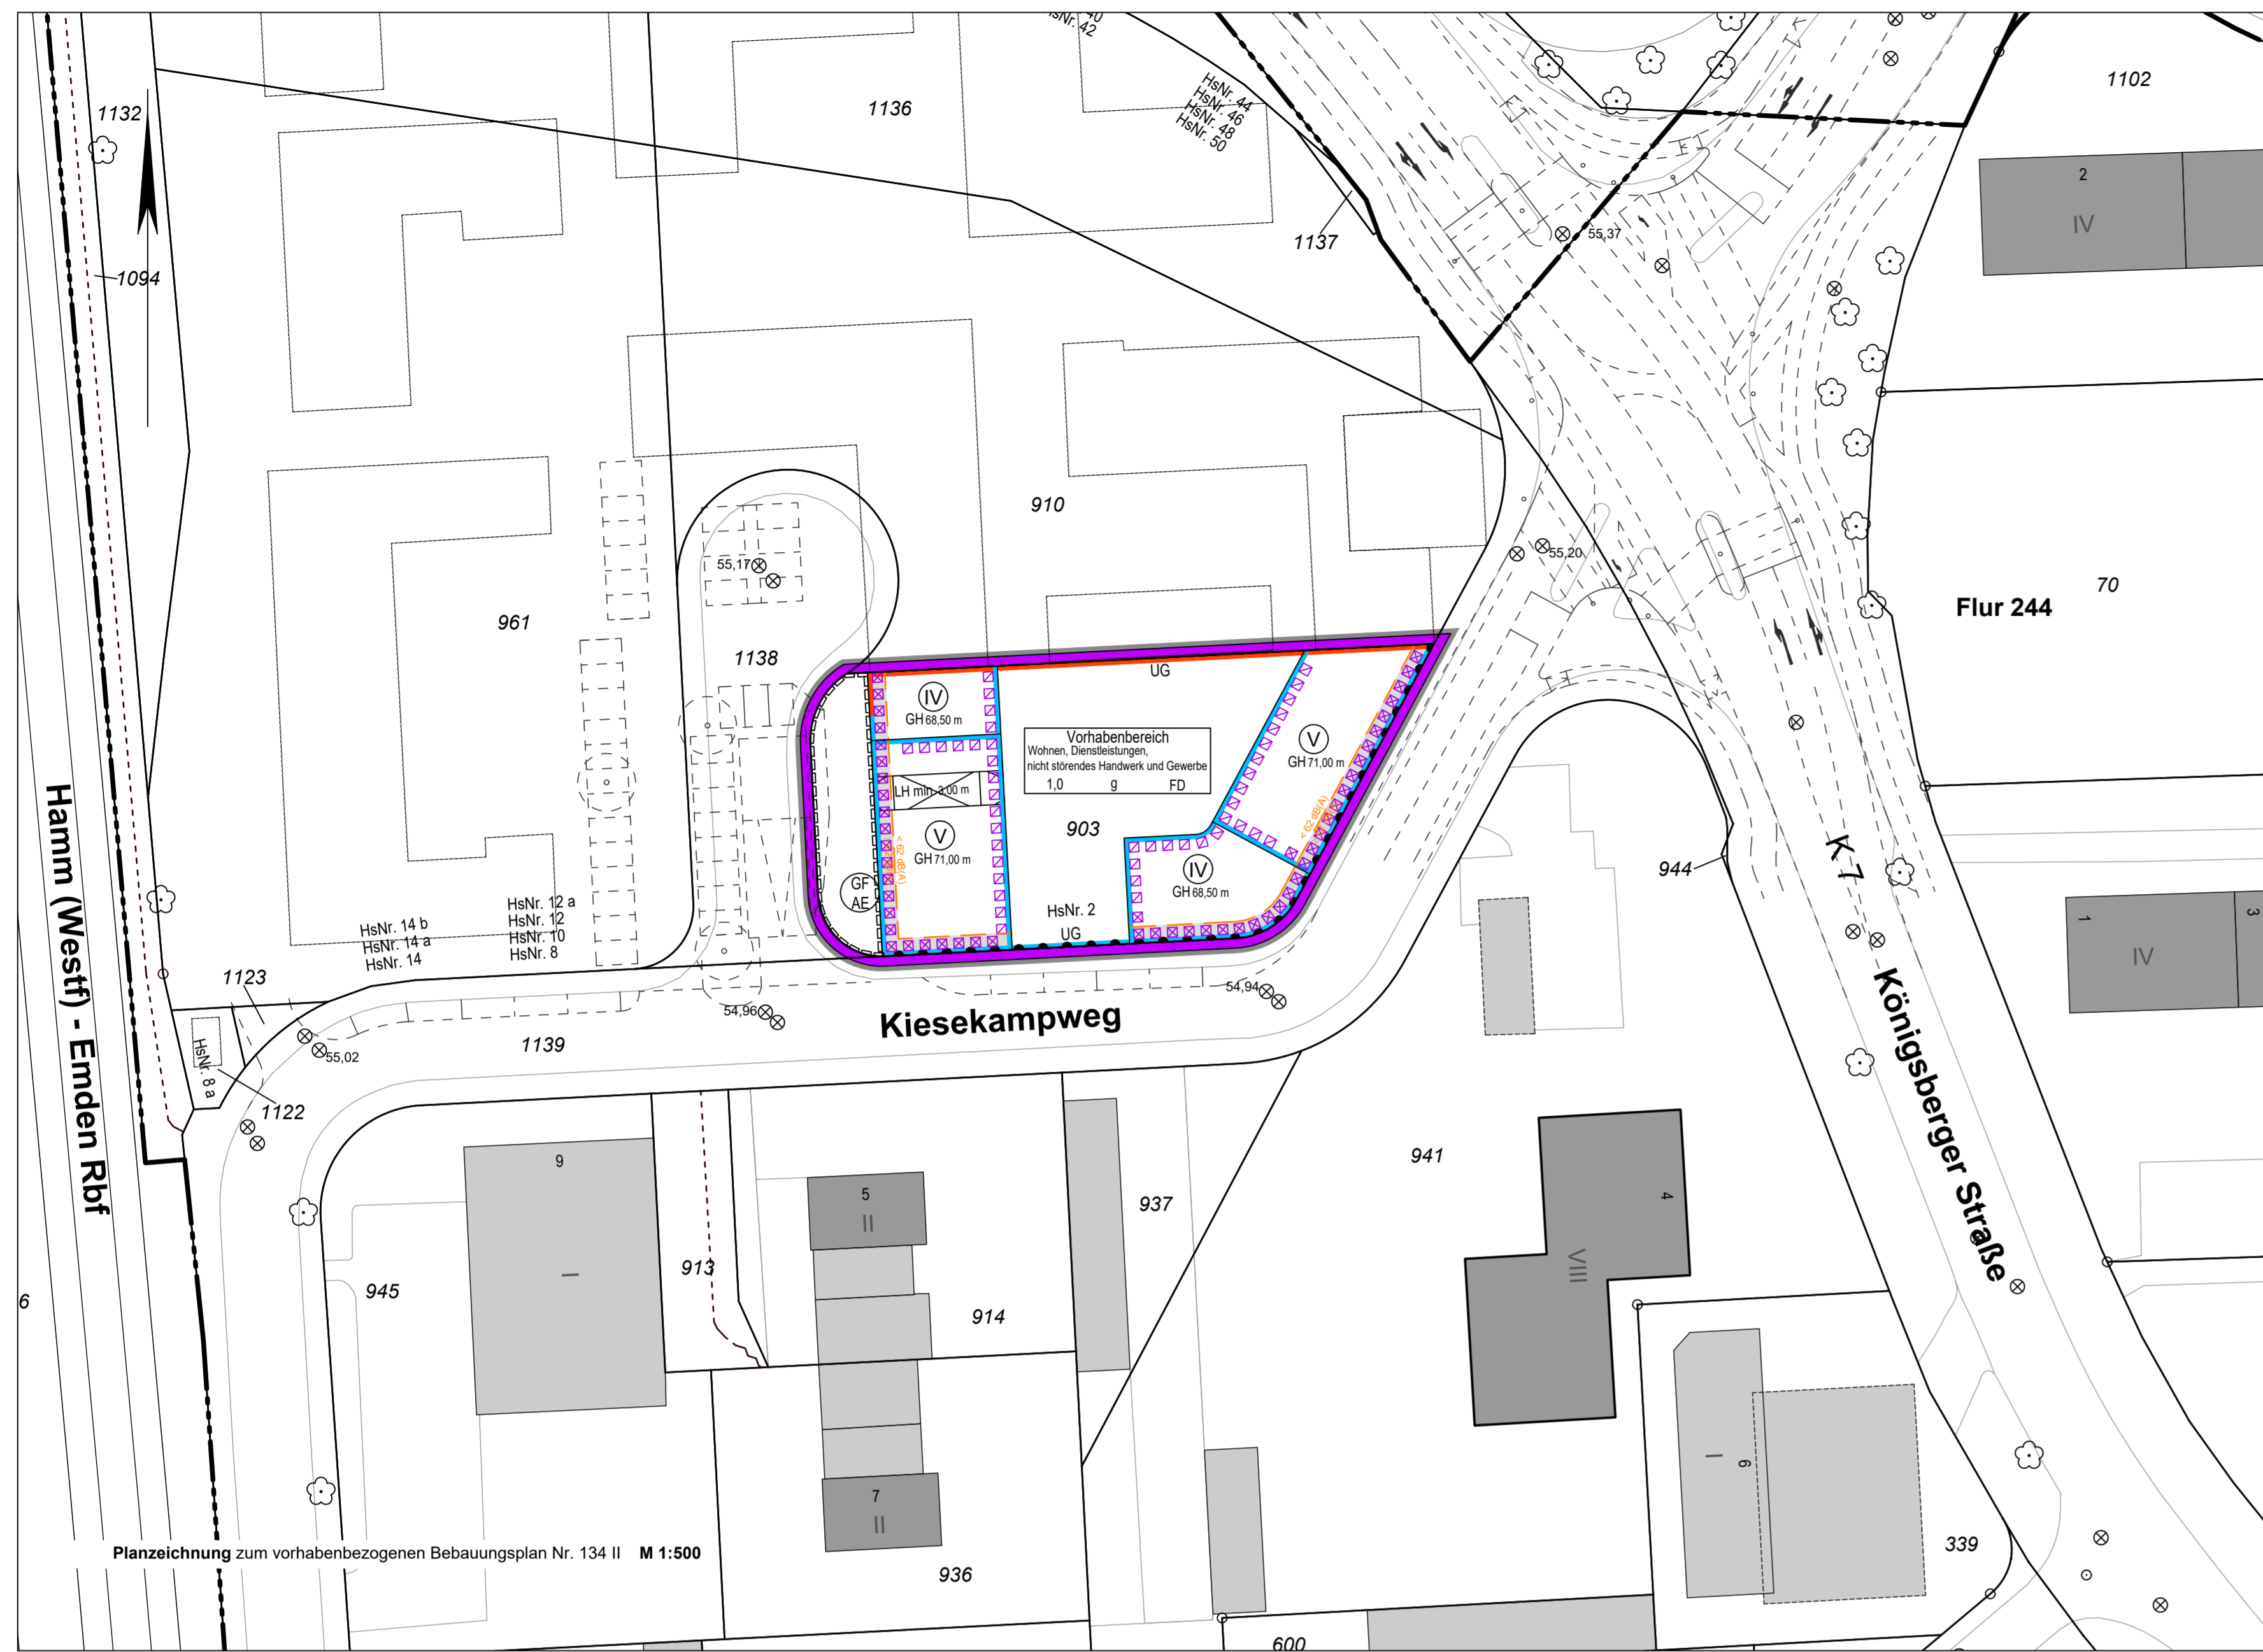 HsNr. 42
HsNr. 44
HsNr. 46
HsNr. 48
HsNr. 50
1132
1136
1102
2
IV
1137
55,37
1094
910
55,17
55,20
961
70
Flur 244
1138
UG
IV
GH 68,50 m
Vorhabenbereich
Wohnen, Dienstleistungen,
nicht störendes Handwerk und Gewerbe
1,0 g FD
V
GH 71,00 m
LH min. 3,00 m
< 62 dB(A)
V
GH 71,00 m
< 62 dB(A)
903
IV
GH 68,50 m
GF
AE
HsNr. 2
UG
944
K 7
HsNr. 14 b
HsNr. 14 a
HsNr. 14
HsNr. 12 a
HsNr. 12
HsNr. 10
HsNr. 8
1
IV
3
1123
54,96
54,94
Kiesekampweg
Hamm (Westf) - Emden Rbf
Königsberger Straße
1139
55,02
HsNr. 8 a
1122
9
I
5
II
937
941
4
VIII
913
945
914
6
7
II
I
6
Planzeichnung zum vorhabenbezogenen Bebauungsplan Nr. 134 II M 1:500
936
339
600